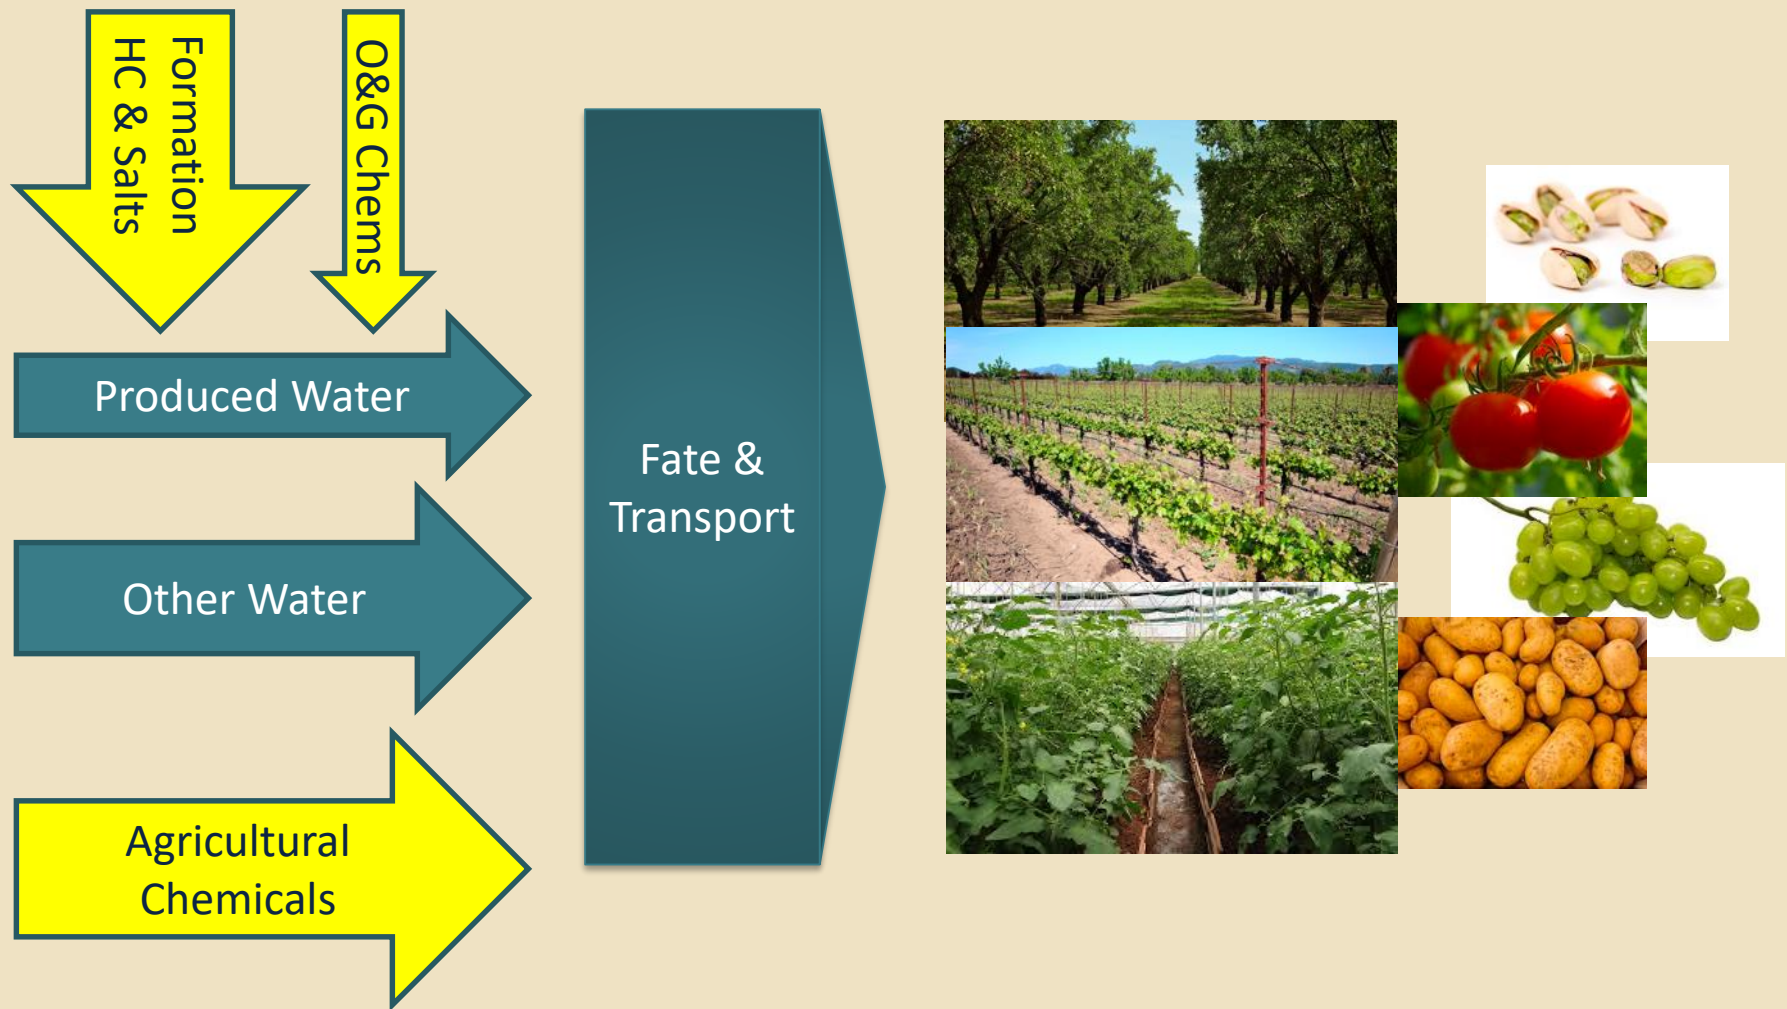 Formation
HC & Salts
O&G Chems
Produced Water
Other Water
Agricultural
Chemicals
Fate &
Transport